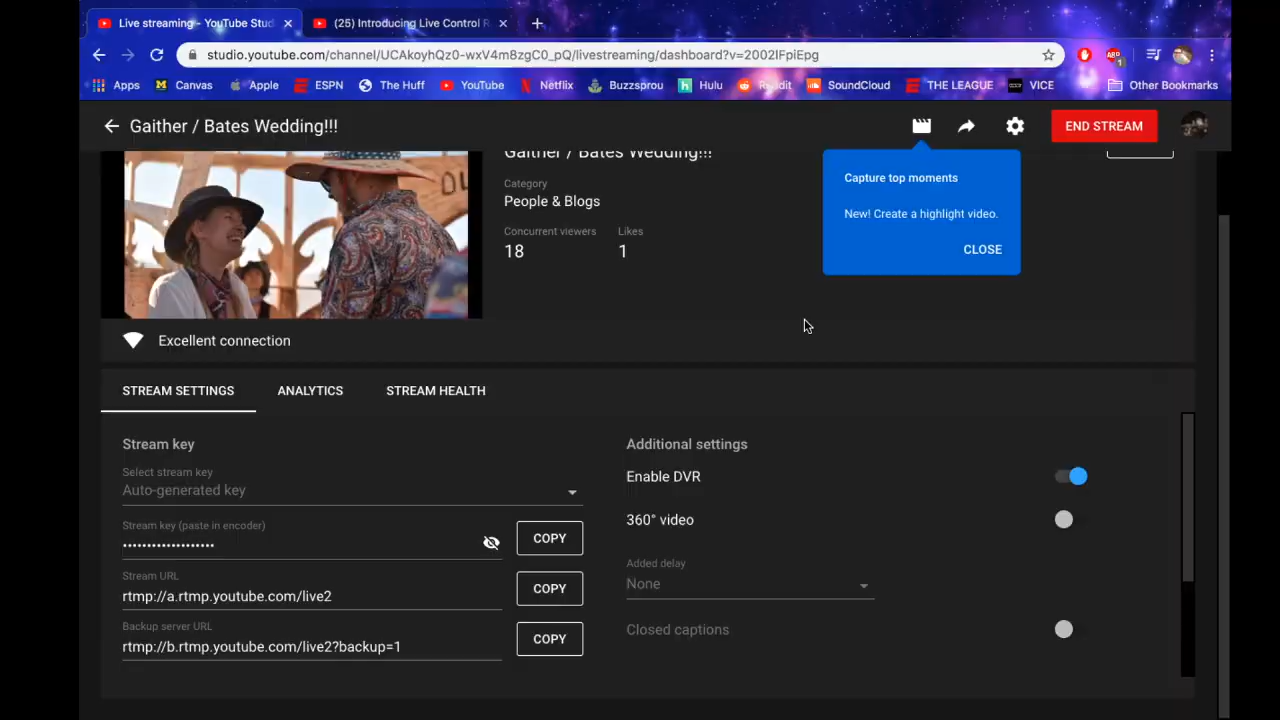 Live streaming - YouTube Stud
(25) Introducing Live Control R
studio.youtube.com/channel/UCAkoyhQz0-wxV4m8zgC0_pQ/livestreaming/dashboard?v=2002IFpiEpg
ABP
1
Apps
M Canvas
Apple
ESPN
The Huff
YouTube
Netflix
Buzzsprou
h Hulu
Reddit
SoundCloud
THE LEAGUE
VICE
Other Bookmarks
Gaither / Bates Wedding!!!
END STREAM
Gaither / Bates Wedding!!!
Category
People & Blogs
Concurrent viewers
Likes
18
1
Capture top moments
New! Create a highlight video.
CLOSE
Excellent connection
STREAM SETTINGS
ANALYTICS
STREAM HEALTH
Stream key
Select stream key
Auto-generated key
Stream key (paste in encoder)
•••••••••••••••••••
COPY
Stream URL
rtmp://a.rtmp.youtube.com/live2
COPY
Backup server URL
rtmp://b.rtmp.youtube.com/live2?backup=1
COPY
Additional settings
Enable DVR
360° video
Added delay
None
Closed captions